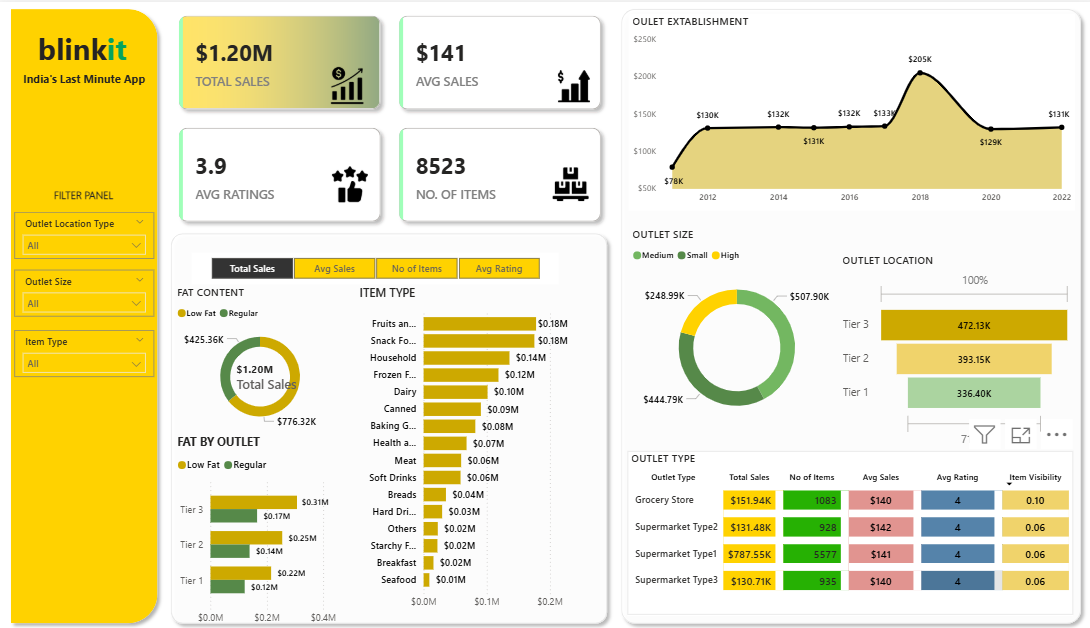 blinkit
India's Last Minute App
FILTER PANEL
Outlet Location Type
All
Outlet Size
All
Item Type
All
$1.20M
TOTAL SALES
$141
AVG SALES
3.9
AVG RATINGS
8523
NO. OF ITEMS
Total Sales
Avg Sales
No of Items
Avg Rating
FAT CONTENT
Low Fat
Regular
$425.36K
$1.20M
Total Sales
$776.32K
FAT BY OUTLET
Low Fat
Regular
Tier 3
$0.31M
$0.17M
Tier 2
$0.25M
$0.14M
Tier 1
$0.22M
$0.12M
$0.0M
$0.2M
$0.4M
ITEM TYPE
Fruits an...
$0.18M
Snack Fo...
$0.18M
Household
$0.14M
Frozen F...
$0.12M
Dairy
$0.10M
Canned
$0.09M
Baking G...
$0.08M
Health a...
$0.07M
Meat
$0.06M
Soft Drinks
$0.06M
Breads
$0.04M
Hard Dri...
$0.03M
Others
$0.02M
Starchy F...
$0.02M
Breakfast
$0.02M
Seafood
$0.01M
$0.0M
$0.1M
$0.2M
OULET EXTABLISHMENT
$250K
$200K
$150K
$100K
$50K
$78K
$130K
$132K
$131K
$132K
$133K
$205K
$129K
$131K
2012
2014
2016
2018
2020
2022
OUTLET SIZE
Medium
Small
High
$248.99K
$507.90K
$444.79K
OUTLET LOCATION
100%
Tier 3
472.13K
Tier 2
393.15K
Tier 1
336.40K
OUTLET TYPE
Outlet Type Total Sales No of Items Avg Sales Avg Rating Item Visibility
Grocery Store $151.94K 1083 $140 4 0.10
Supermarket Type2 $131.48K 928 $142 4 0.06
Supermarket Type1 $787.55K 5577 $141 4 0.06
Supermarket Type3 $130.71K 935 $140 4 0.06